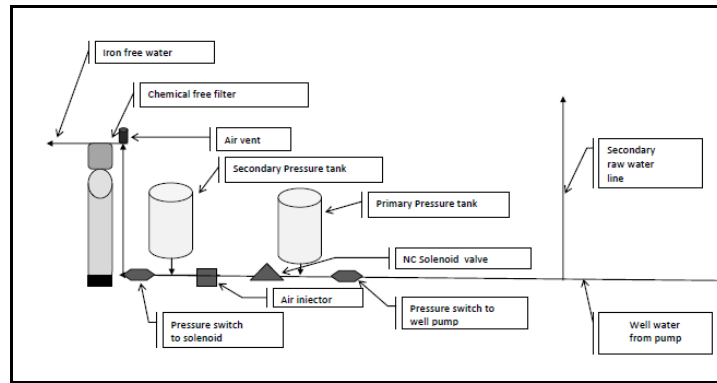 Iron free water
Chemical free filter
Air vent
Secondary Pressure tank
Secondary
raw water
line
Primary Pressure tank
NC Solenoid valve
Air injector
Pressure switch to
well pump
Pressure switch
to solenoid
Well water
from pump